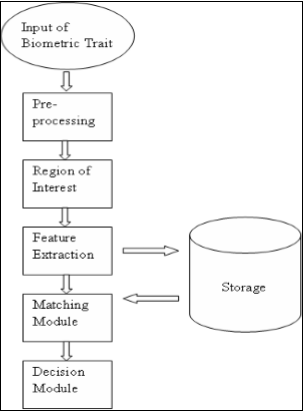 Input of
Biometric Trait
Pre-
processing
Region of
Interest
Feature
Extraction
Storage
Matching
Module
Decision
Module